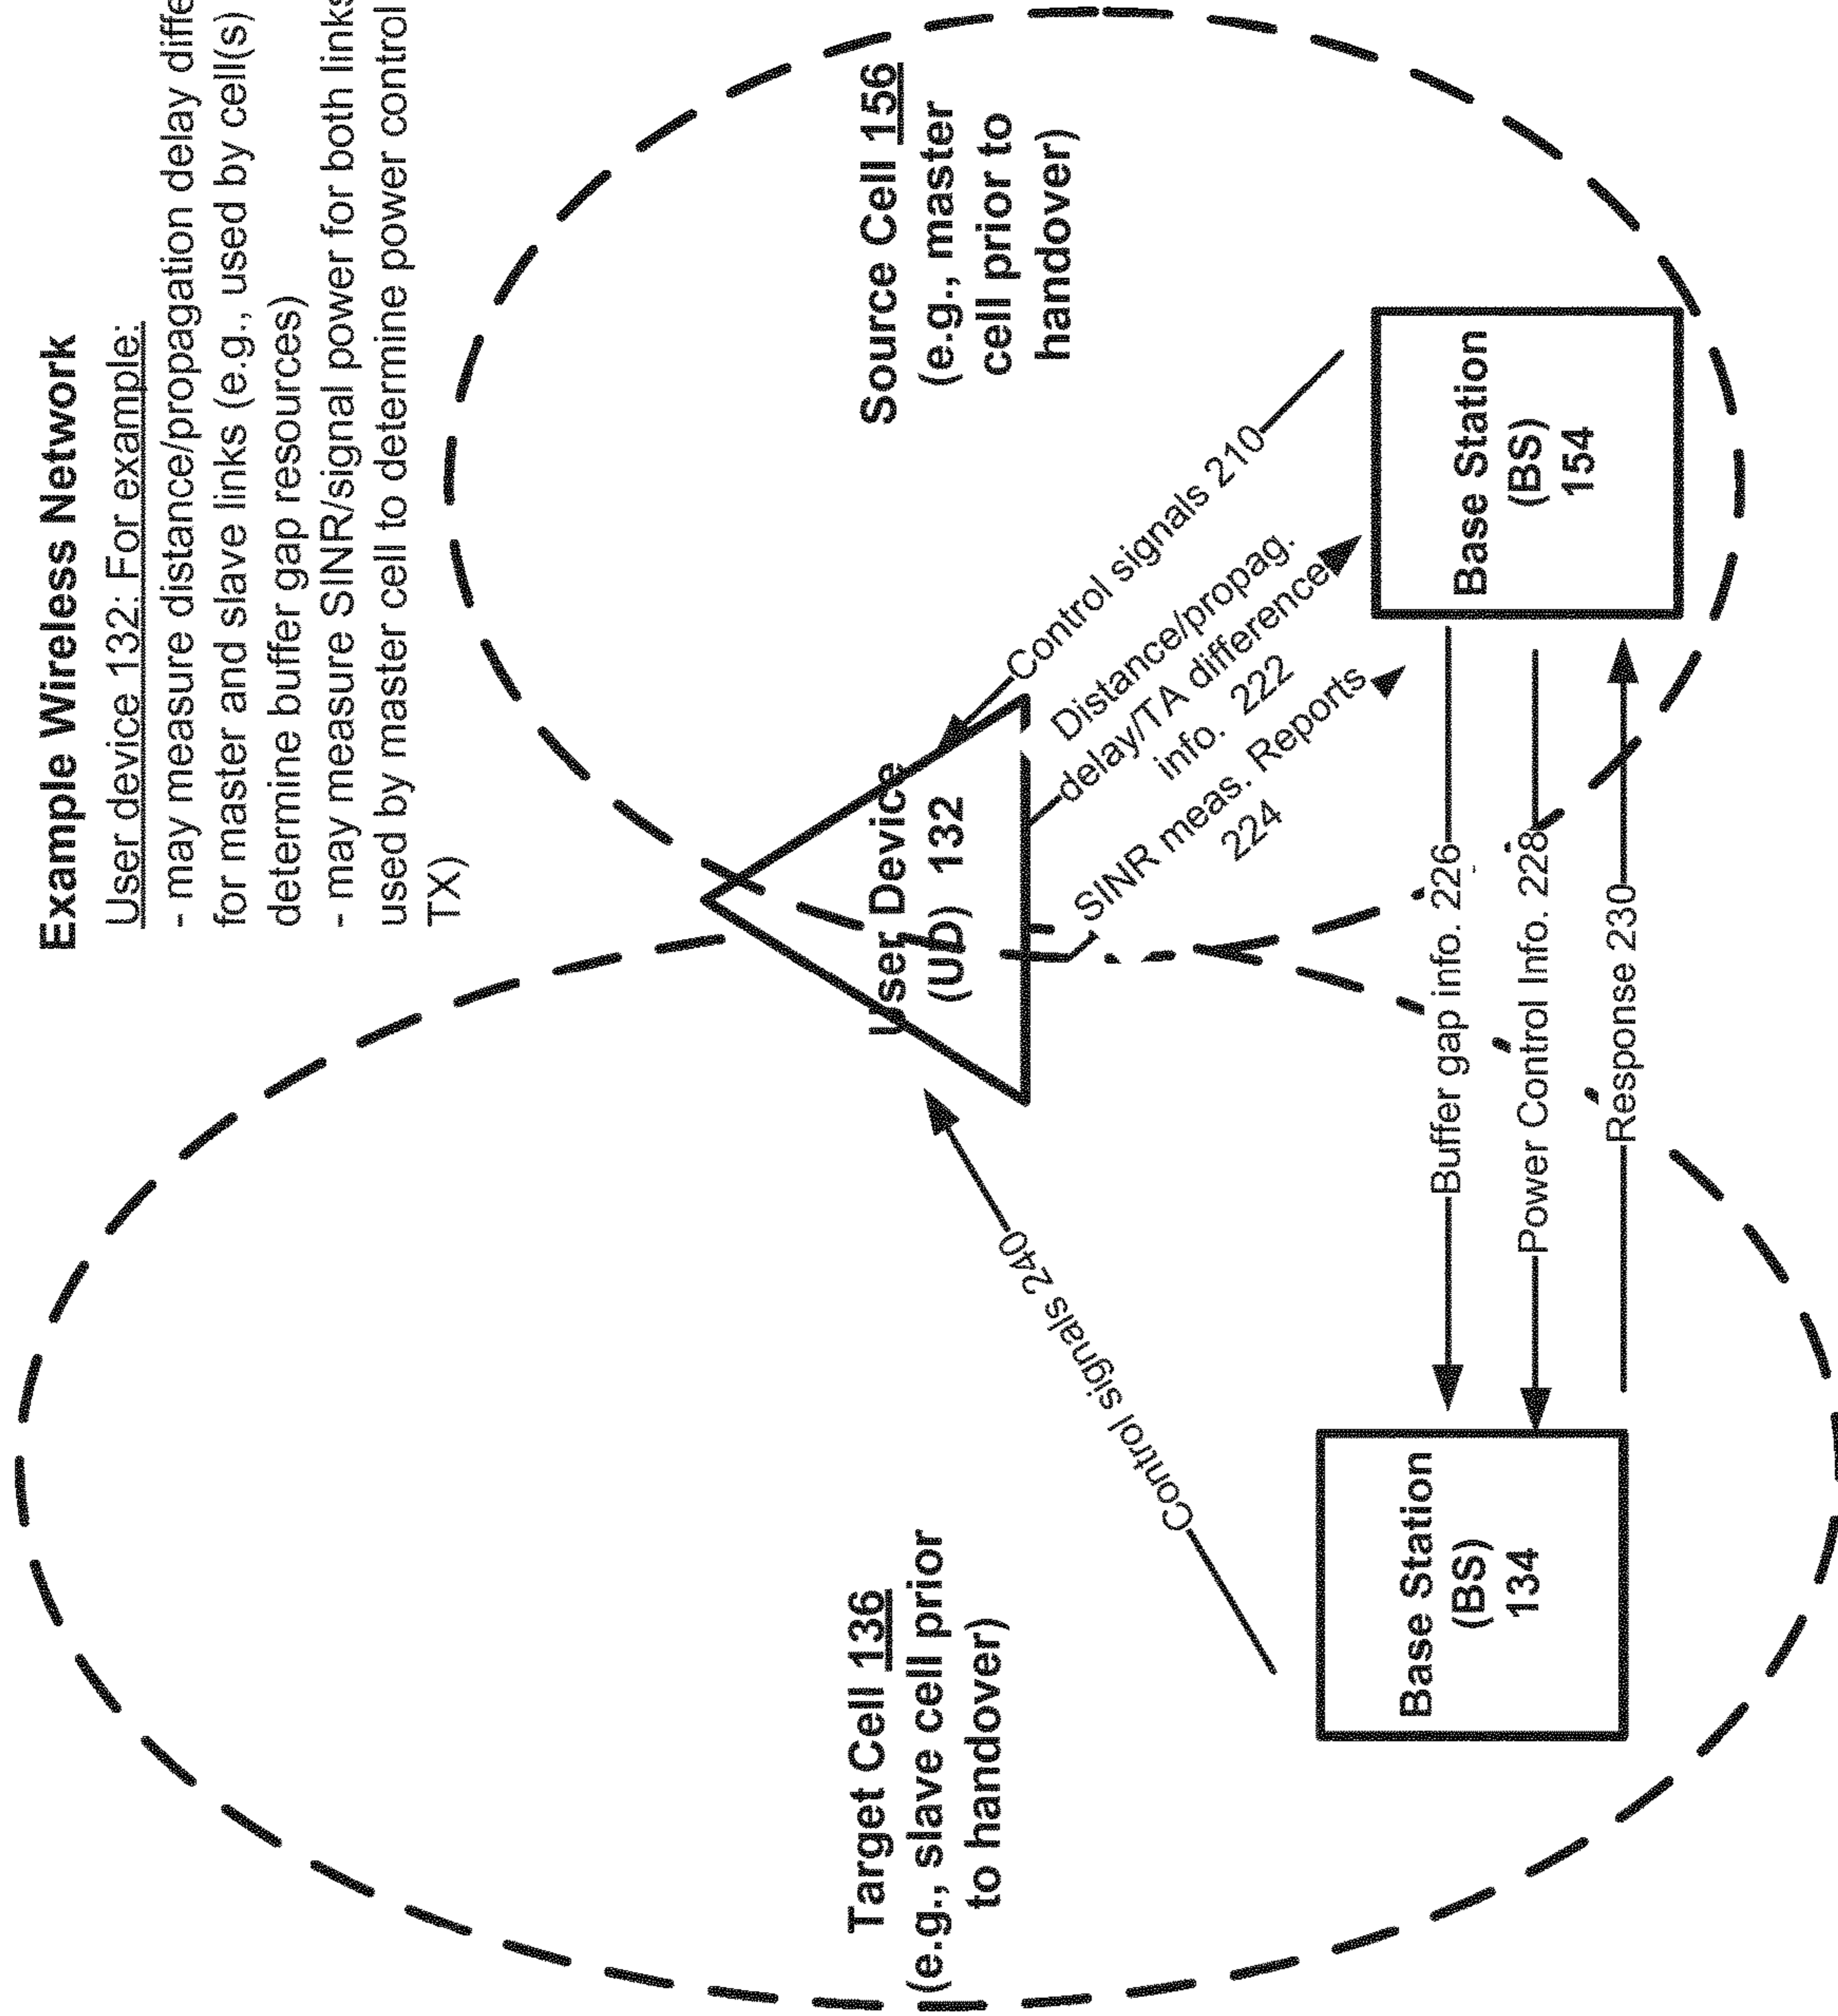 Example Wireless Network
User device 132: For example:
- may measure distance/propagation delay
for master and slave links (e.g., used by cell(s)
determine buffer gap resources)
- may measure SINR/signal power for both links
used by master cell to determine power control
TX)
Target Cell 136
(e.g., slave cell prior
to handover)
Source Cell 156
(e.g., master
cell prior to
handover)
User Device
(UD) 132
Control signals 240
Control signals 210
Distance/propag.
delay/TA difference
info. 222
SINR meas. Reports
224
Buffer gap info. 226
Power Control Info. 228
Response 230
Base Station
(BS)
134
Base Station
(BS)
154